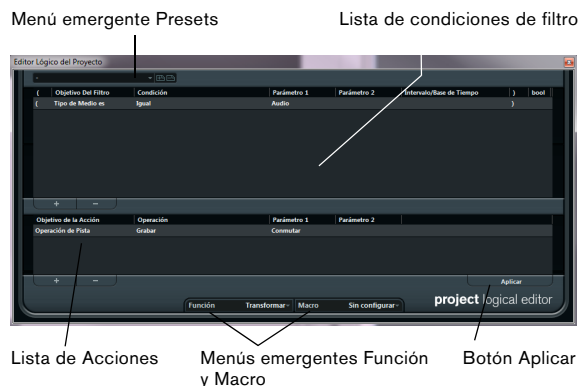 Menú emergente Presets
Lista de condiciones de filtro
Editor Lógico del Proyecto
-
( Objetivo Del Filtro Condición Parámetro 1 Parámetro 2 Intervalo/Base de Tiempo ) bool
( Tipo de Medio es Igual Audio )
+ −
Objetivo de la Acción Operación Parámetro 1 Parámetro 2
Operación de Pista Grabar Conmutar
+ −
Aplicar
Función Transformar Macro Sin configurar
project logical editor
Lista de Acciones
Menús emergentes Función
y Macro
Botón Aplicar